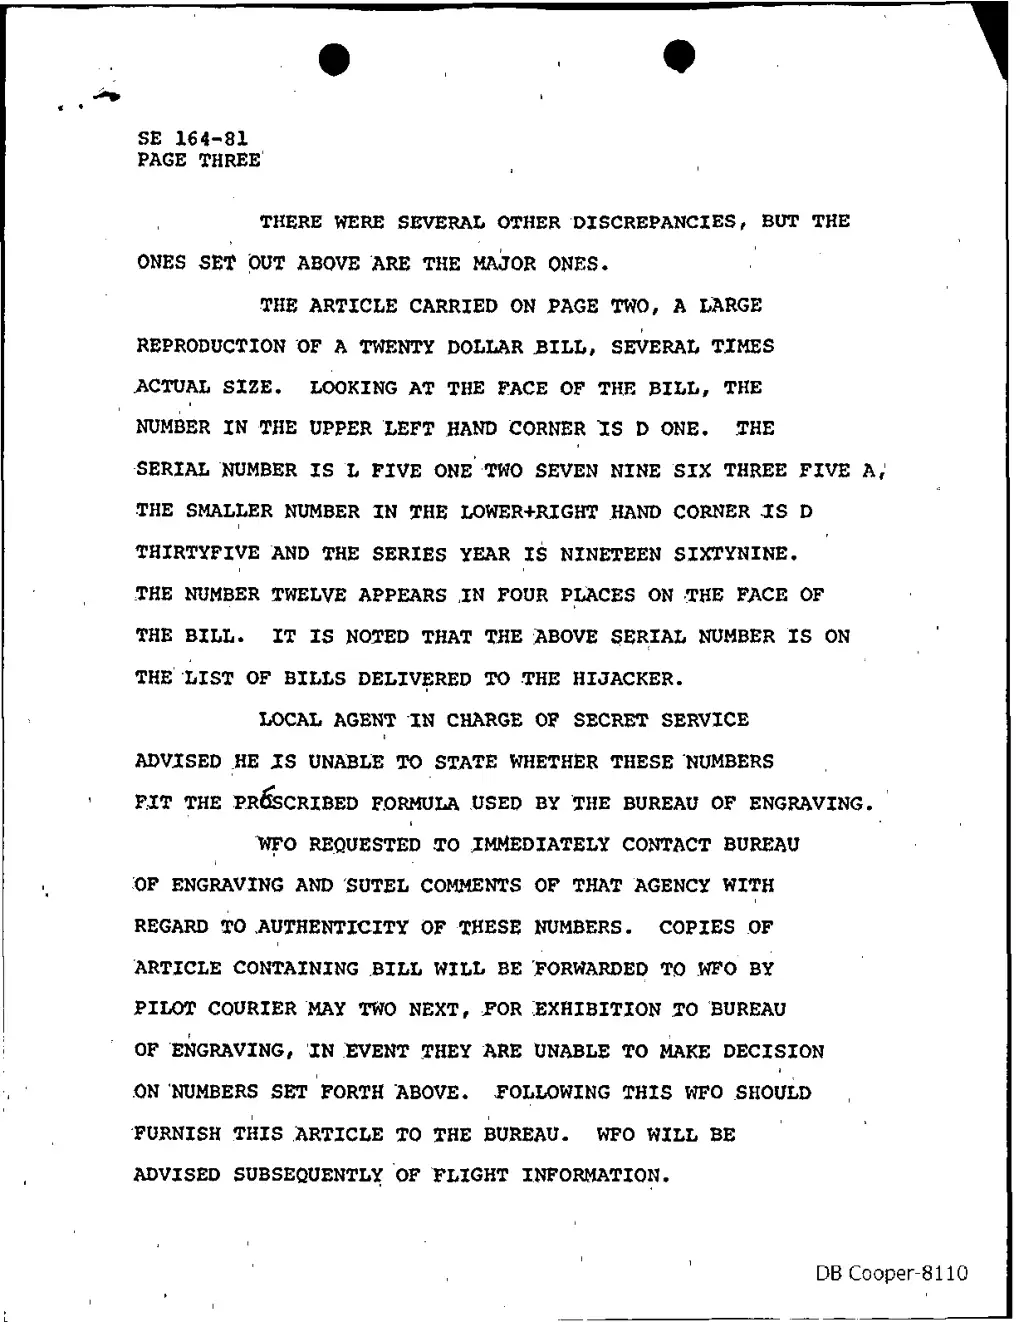 SE 164-81
PAGE THREE
THERE WERE SEVERAL OTHER DISCREPANCIES, BUT THE
ONES SET OUT ABOVE ARE THE MAJOR ONES.
THE ARTICLE CARRIED ON PAGE TWO, A LARGE
REPRODUCTION OF A TWENTY DOLLAR BILL, SEVERAL TIMES
ACTUAL SIZE. LOOKING AT THE FACE OF THE BILL, THE
NUMBER IN THE UPPER LEFT HAND CORNER IS D ONE. THE
SERIAL NUMBER IS L FIVE ONE TWO SEVEN NINE SIX THREE FIVE A,
THE SMALLER NUMBER IN THE LOWER+RIGHT HAND CORNER IS D
THIRTYFIVE AND THE SERIES YEAR IS NINETEEN SIXTYNINE.
THE NUMBER TWELVE APPEARS IN FOUR PLACES ON THE FACE OF
THE BILL. IT IS NOTED THAT THE ABOVE SERIAL NUMBER IS ON
THE LIST OF BILLS DELIVERED TO THE HIJACKER.
LOCAL AGENT IN CHARGE OF SECRET SERVICE
ADVISED HE IS UNABLE TO STATE WHETHER THESE NUMBERS
FIT THE PRESCRIBED FORMULA USED BY THE BUREAU OF ENGRAVING.
WFO REQUESTED TO IMMEDIATELY CONTACT BUREAU
OF ENGRAVING AND SUTEL COMMENTS OF THAT AGENCY WITH
REGARD TO AUTHENTICITY OF THESE NUMBERS. COPIES OF
ARTICLE CONTAINING BILL WILL BE FORWARDED TO WFO BY
PILOT COURIER MAY TWO NEXT, FOR EXHIBITION TO BUREAU
OF ENGRAVING, IN EVENT THEY ARE UNABLE TO MAKE DECISION
ON NUMBERS SET FORTH ABOVE. FOLLOWING THIS WFO SHOULD
FURNISH THIS ARTICLE TO THE BUREAU. WFO WILL BE
ADVISED SUBSEQUENTLY OF FLIGHT INFORMATION.
DB Cooper-8110